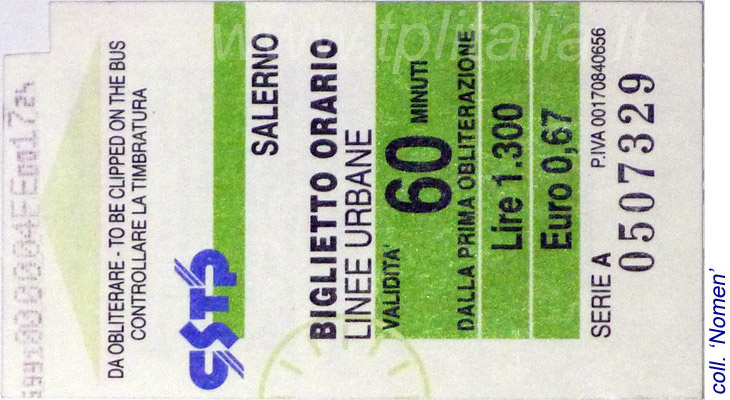 www.tplitalia.it
DA OBLITERARE - TO BE CLIPPED ON THE BUS
CONTROLLARE LA TIMBRATURA
CSTP
SALERNO
BIGLIETTO ORARIO
LINEE URBANE
VALIDITA' 60 MINUTI
DALLA PRIMA OBLITERAZIONE
Lire 1.300
Euro 0,67
SERIE A P.IVA 00170840656
0507329
coll. 'Nomen'